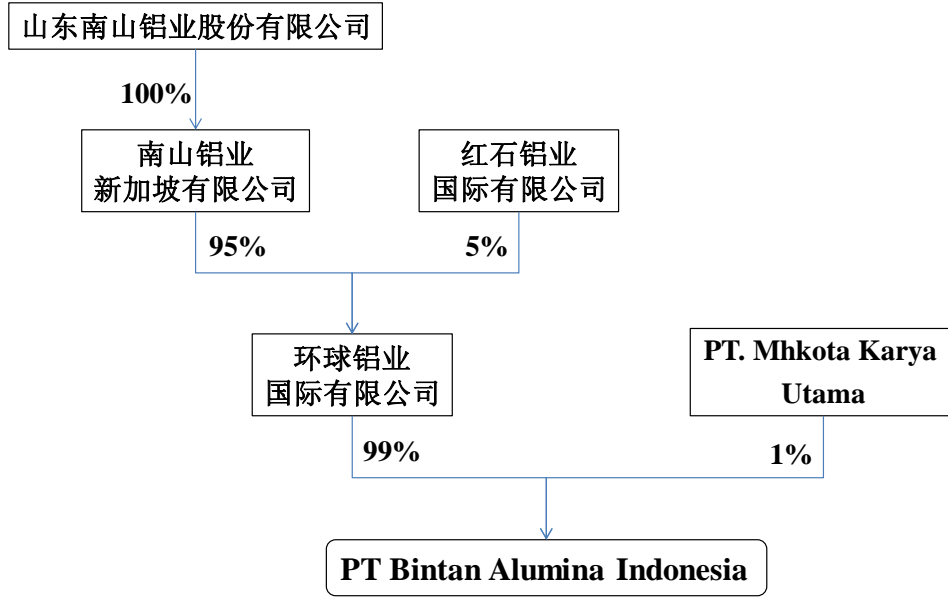 山东南山铝业股份有限公司
100%
南山铝业
新加坡有限公司
红石铝业
国际有限公司
95%
5%
环球铝业
国际有限公司
PT. Mhkota Karya
Utama
99%
1%
PT Bintan Alumina Indonesia